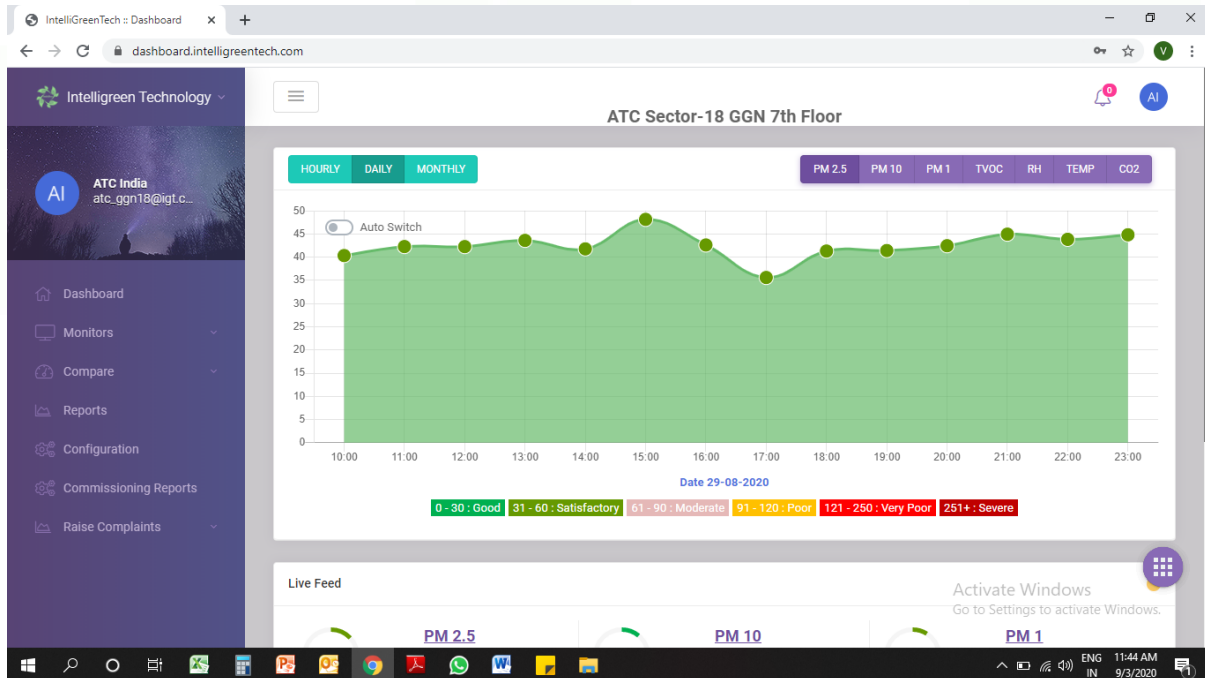 IntelliGreenTech :: Dashboard
dashboard.intelligreentech.com
V
Intelligreen Technology
0
AI
ATC Sector-18 GGN 7th Floor
AI
ATC India
atc_ggn18@igt.c...
Dashboard
Monitors
Compare
Reports
Configuration
Commissioning Reports
Raise Complaints
HOURLY DAILY MONTHLY
PM 2.5 PM 10 PM 1 TVOC RH TEMP CO2
Auto Switch
50
45
40
35
30
25
20
15
10
5
0
10:00 11:00 12:00 13:00 14:00 15:00 16:00 17:00 18:00 19:00 20:00 21:00 22:00 23:00
Date 29-08-2020
0 - 30 : Good 31 - 60 : Satisfactory 61 - 90 : Moderate 91 - 120 : Poor 121 - 250 : Very Poor 251+ : Severe
Live Feed
PM 2.5 PM 10 PM 1
Activate Windows
Go to Settings to activate Windows.
ENG
IN
11:44 AM
9/3/2020
1